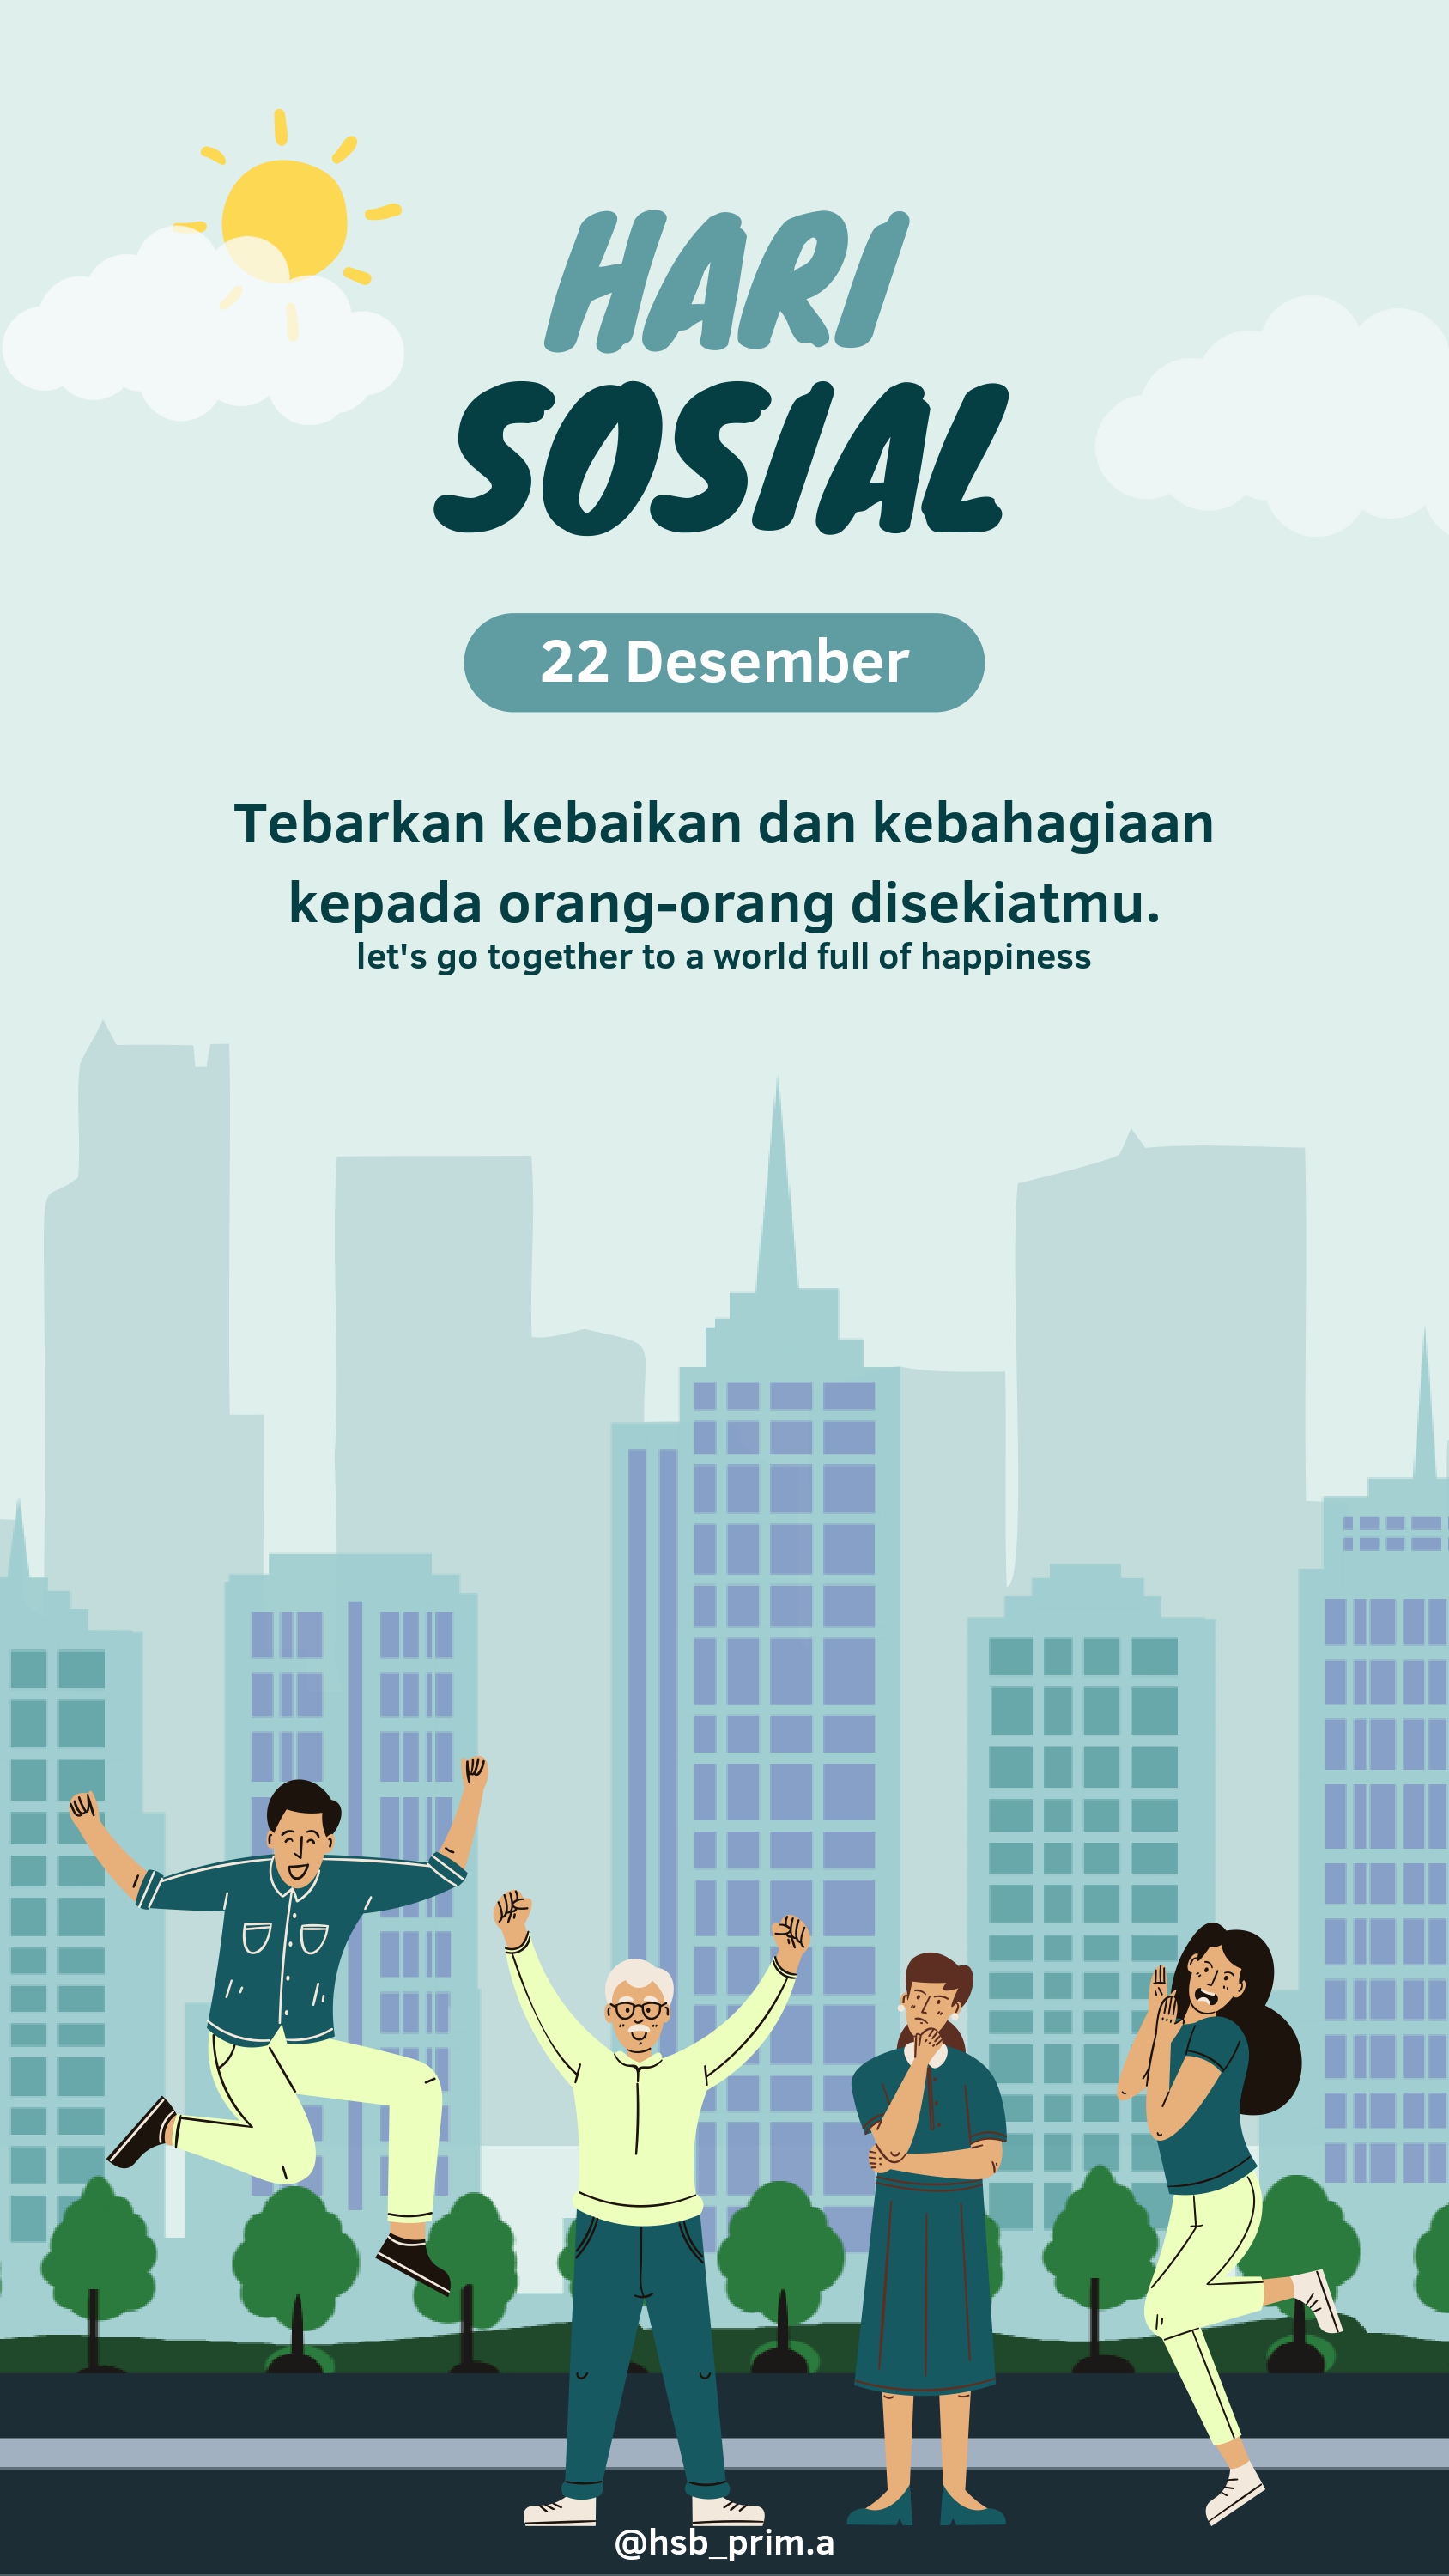 HARI
SOSIAL
22 Desember
Tebarkan kebaikan dan kebahagiaan
kepada orang-orang disekiatmu.
let's go together to a world full of happiness
@hsb_prim.a